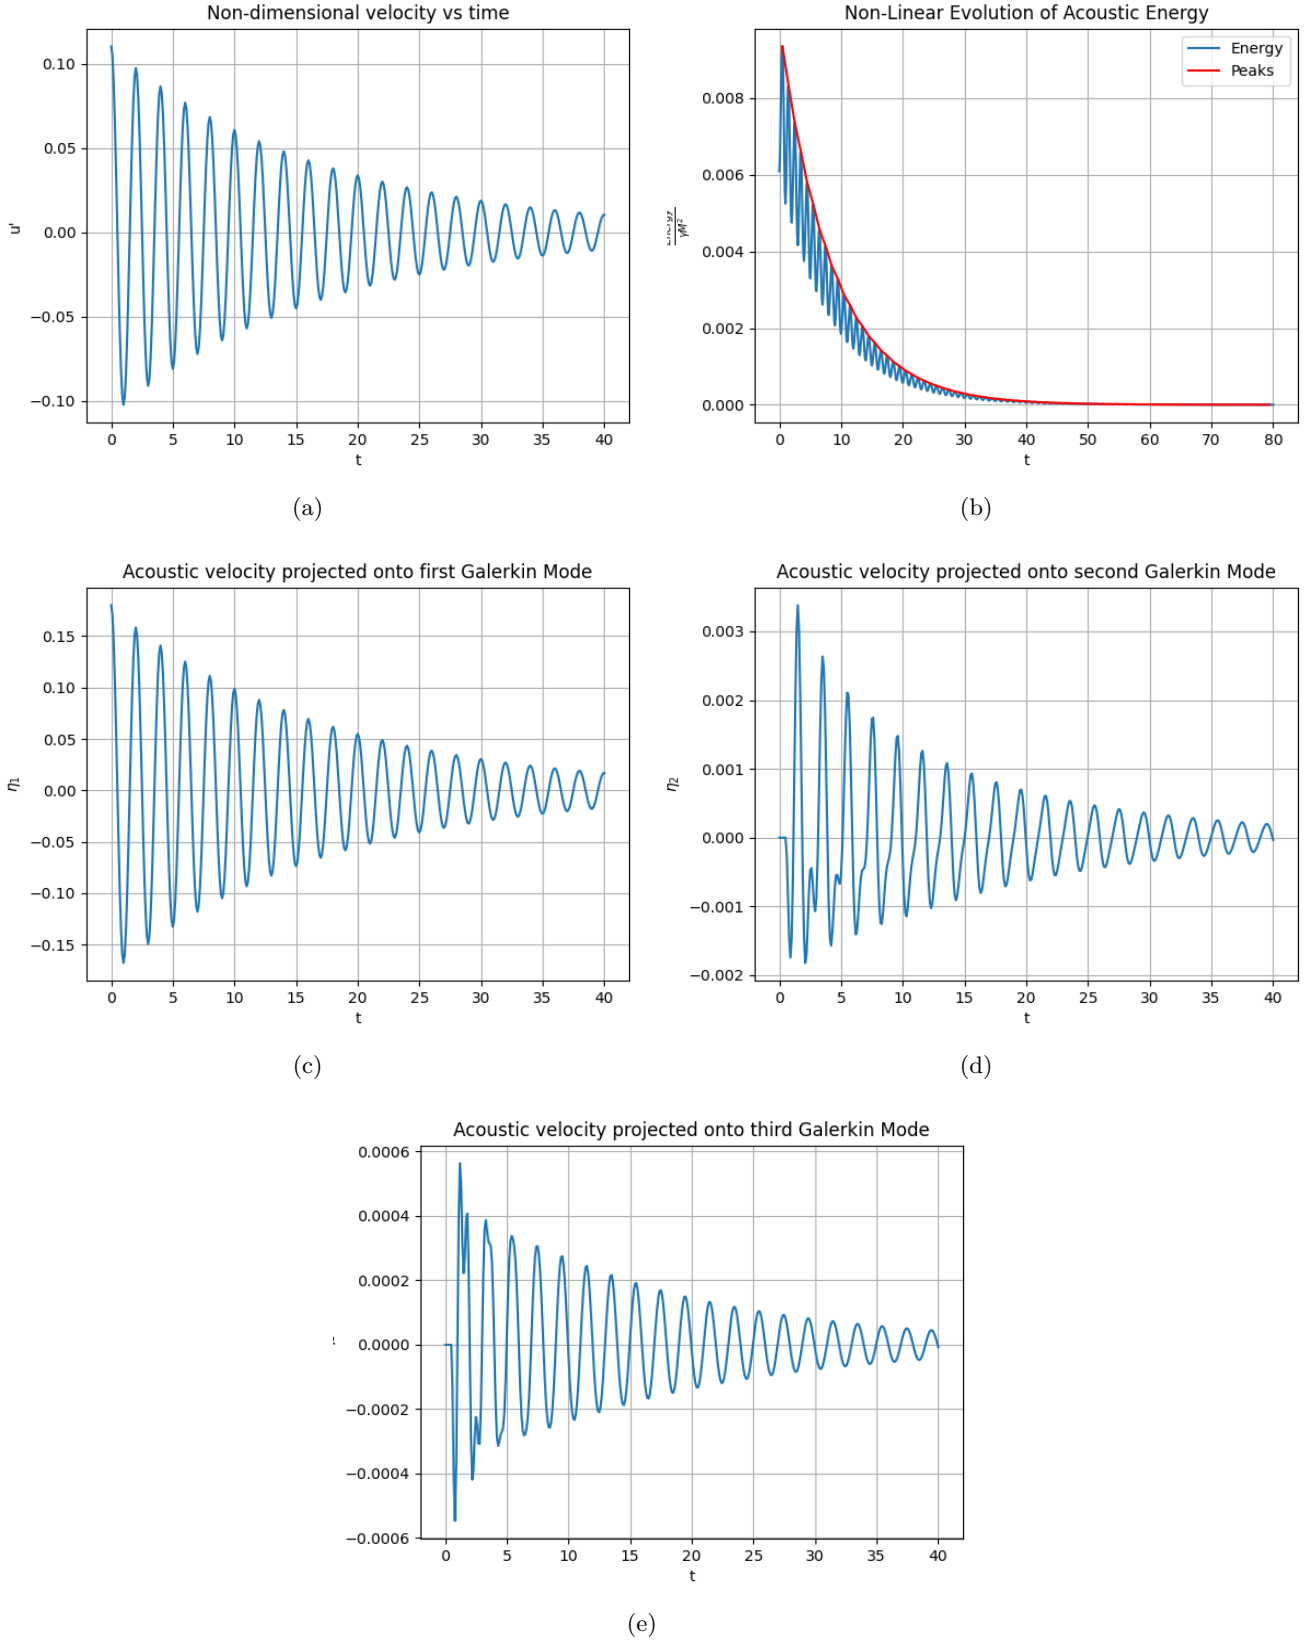 Non-dimensional velocity vs time
u'
0.10
0.05
0.00
−0.05
−0.10
0 5 10 15 20 25 30 35 40
t
(a)
Non-Linear Evolution of Acoustic Energy
Energy
Peaks
γM²
0.008
0.006
0.004
0.002
0.000
0 10 20 30 40 50 60 70 80
t
(b)
Acoustic velocity projected onto first Galerkin Mode
η₁
0.15
0.10
0.05
0.00
−0.05
−0.10
−0.15
0 5 10 15 20 25 30 35 40
t
(c)
Acoustic velocity projected onto second Galerkin Mode
η₂
0.003
0.002
0.001
0.000
−0.001
−0.002
0 5 10 15 20 25 30 35 40
t
(d)
Acoustic velocity projected onto third Galerkin Mode
0.0006
0.0004
0.0002
0.0000
−0.0002
−0.0004
−0.0006
0 5 10 15 20 25 30 35 40
t
(e)